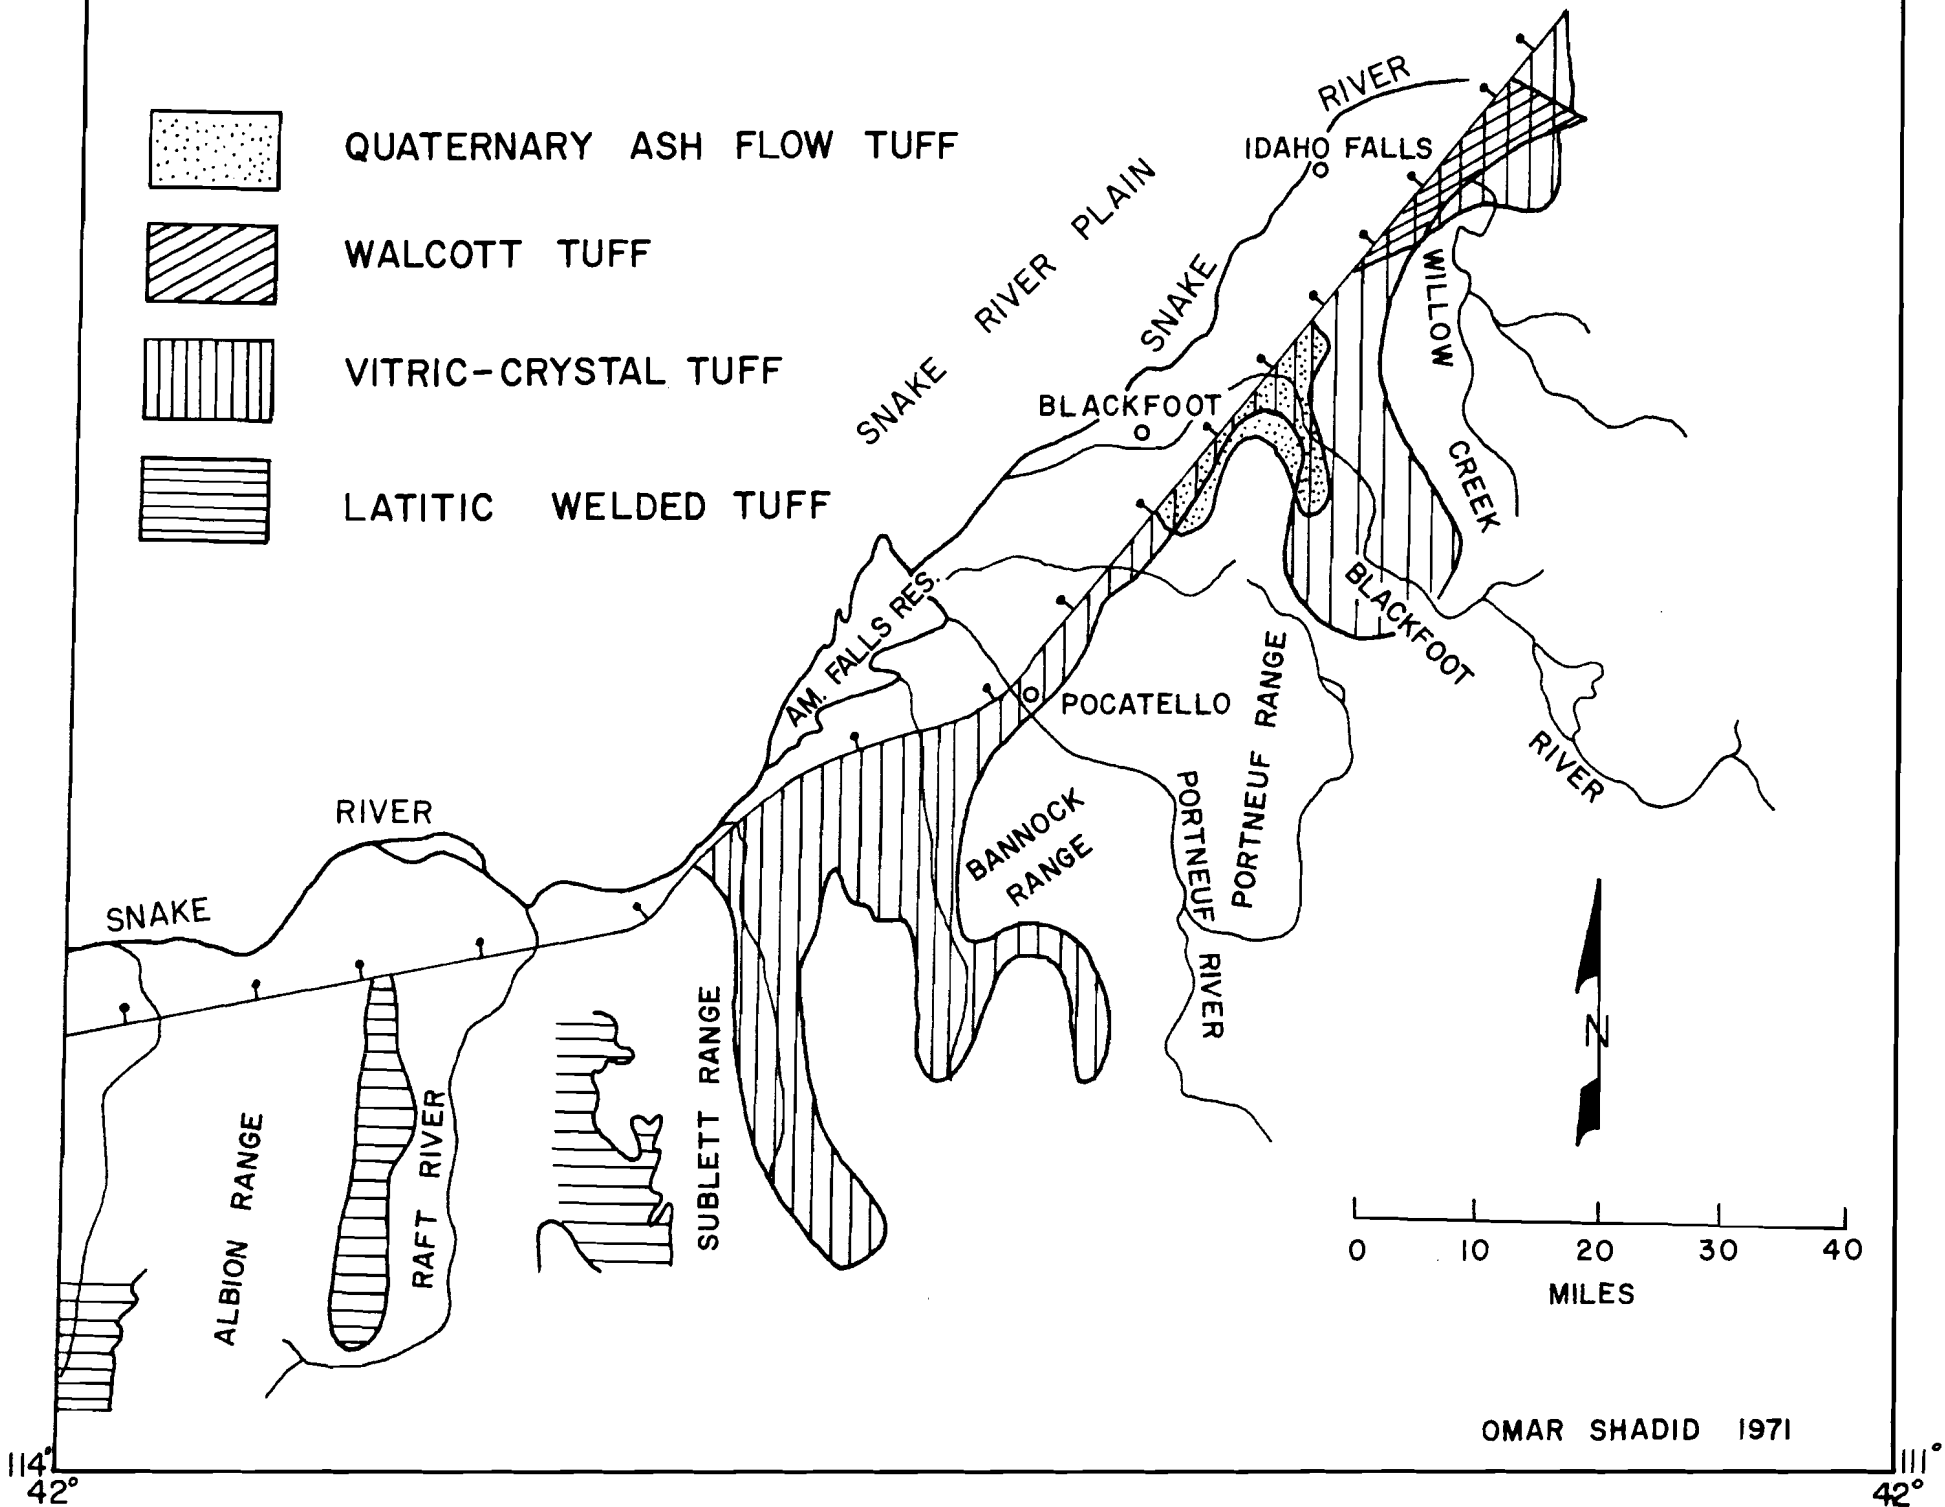 QUATERNARY ASH FLOW TUFF
WALCOTT TUFF
VITRIC-CRYSTAL TUFF
LATITIC WELDED TUFF
RIVER
IDAHO FALLS
SNAKE RIVER PLAIN
SNAKE
BLACKFOOT
WILLOW
CREEK
AM. FALLS RES.
BLACKFOOT
RIVER
POCATELLO
PORTNEUF RANGE
PORTNEUF
RIVER
BANNOCK
RANGE
RIVER
SNAKE
SUBLETT RANGE
ALBION RANGE
RAFT RIVER
N
0 10 20 30 40
MILES
OMAR SHADID 1971
114°
42°
111°
42°